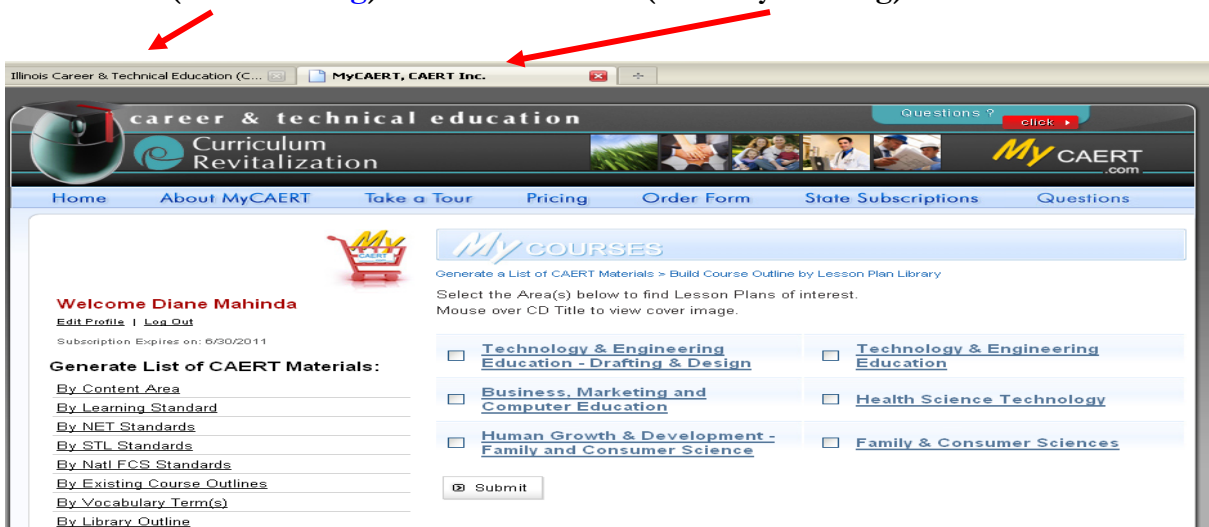 Illinois Career & Technical Education (C...
MyCAERT, CAERT Inc.
career & technical education
Questions ?
click
Curriculum
Revitalization
My CAERT
.com
Home About MyCAERT Take a Tour Pricing Order Form State Subscriptions Questions
My CAERT
.com
My COURSES
Generate a List of CAERT Materials > Build Course Outline by Lesson Plan Library
Select the Area(s) below to find Lesson Plans of interest.
Mouse over CD Title to view cover image.
Welcome Diane Mahinda
Edit Profile | Log Out
Subscription Expires on: 6/30/2011
Generate List of CAERT Materials:
By Content Area
By Learning Standard
By NET Standards
By STL Standards
By Natl FCS Standards
By Existing Course Outlines
By Vocabulary Term(s)
By Library Outline
Technology & Engineering
Education - Drafting & Design
Technology & Engineering
Education
Business, Marketing and
Computer Education
Health Science Technology
Human Growth & Development -
Family and Consumer Science
Family & Consumer Sciences
Submit